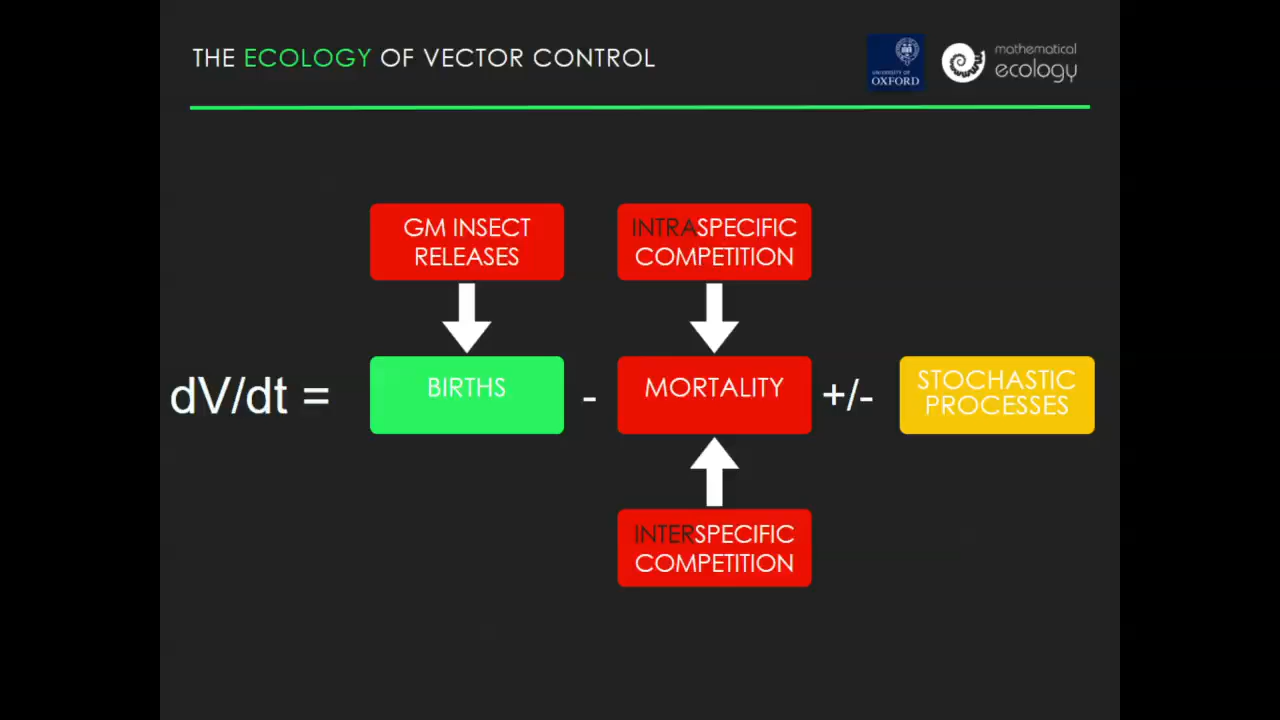 THE ECOLOGY OF VECTOR CONTROL
UNIVERSITY OF
OXFORD
mathematical
ecology
GM INSECT
RELEASES
INTRASPECIFIC
COMPETITION
dV/dt =
BIRTHS
-
MORTALITY
+/-
STOCHASTIC
PROCESSES
INTERSPECIFIC
COMPETITION